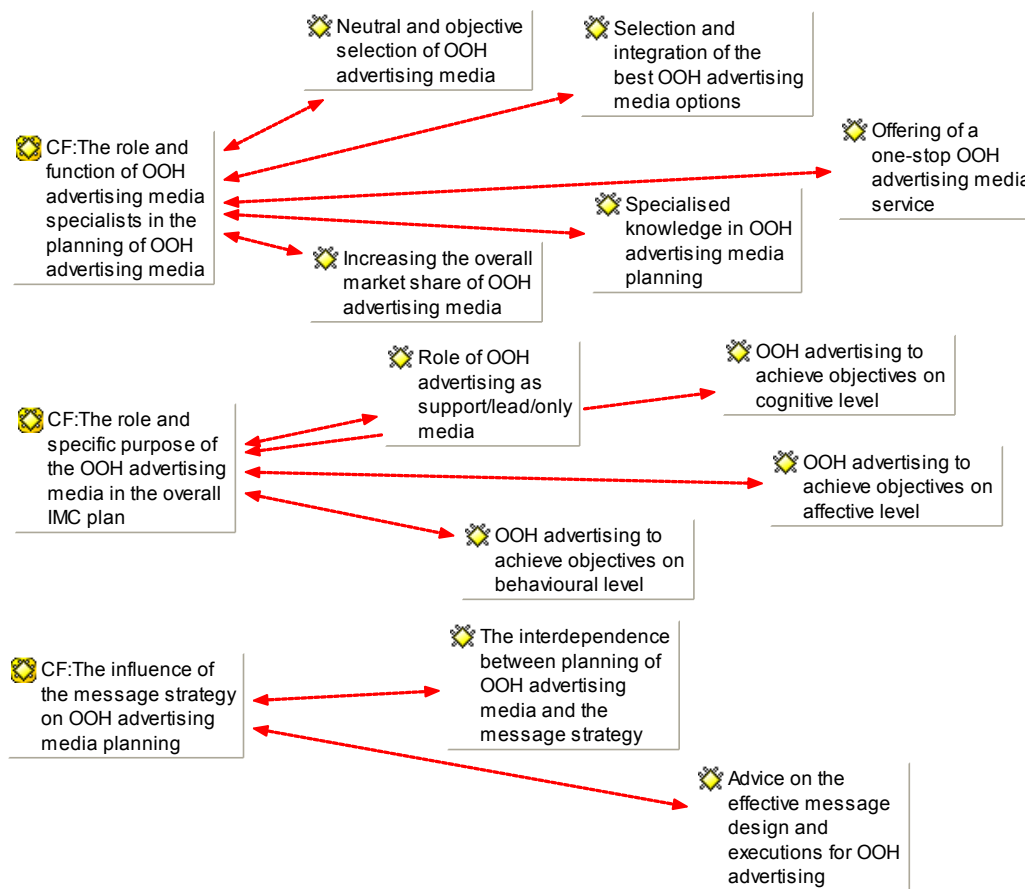 Neutral and objective
selection of OOH
advertising media
Selection and
integration of the
best OOH advertising
media options
CF:The role and
function of OOH
advertising media
specialists in the
planning of OOH
advertising media
Offering of a
one-stop OOH
advertising media
service
Specialised
knowledge in OOH
advertising media
planning
Increasing the overall
market share of OOH
advertising media
Role of OOH
advertising as
support/lead/only
media
OOH advertising to
achieve objectives on
cognitive level
CF:The role and
specific purpose of
the OOH advertising
media in the overall
IMC plan
OOH advertising to
achieve objectives on
affective level
OOH advertising to
achieve objectives on
behavioural level
CF:The influence of
the message strategy
on OOH advertising
media planning
The interdependence
between planning of
OOH advertising
media and the
message strategy
Advice on the
effective message
design and
executions for OOH
advertising